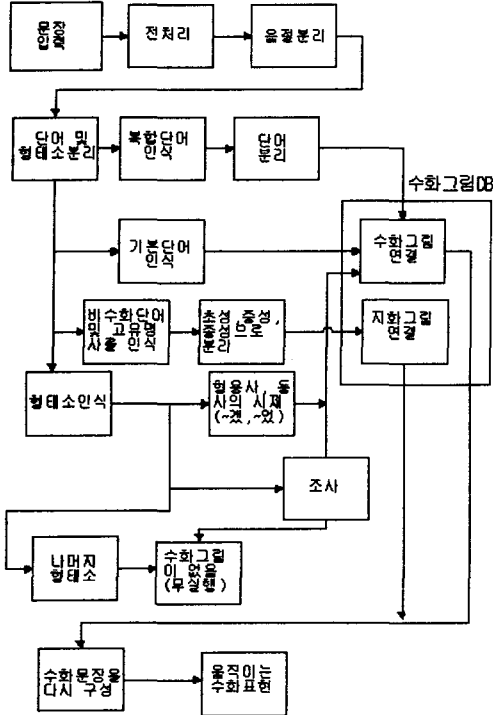 문장
입력
전처리
음절분리
단어 및
형태소분리
복합단어
인식
단어
분리
수화그림DB
기본단어
인식
수화그림
연결
비수화단어
및 고유명
사를 인식
초성, 중성,
종성으로
분리
지화그림
연결
형태소인식
형용사, 동
사의 시제
(~겠,~었)
조사
나머지
형태소
수화그림
이 없음
(무실행)
수화문장을
다시 구성
움직이는
수화표현